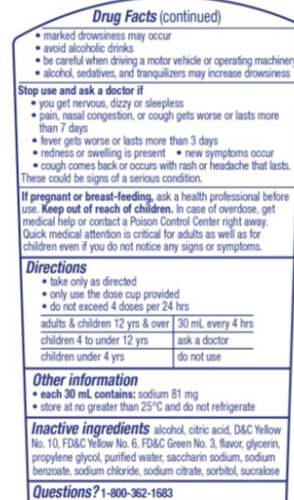 Drug Facts (continued)
• marked drowsiness may occur
• avoid alcoholic drinks
• be careful when driving a motor vehicle or operating machinery
• alcohol, sedatives, and tranquilizers may increase drowsiness
Stop use and ask a doctor if
• you get nervous, dizzy or sleepless
• pain, nasal congestion, or cough gets worse or lasts more
than 7 days
• fever gets worse or lasts more than 3 days
• redness or swelling is present • new symptoms occur
• cough comes back or occurs with rash or headache that lasts.
These could be signs of a serious condition.
If pregnant or breast-feeding, ask a health professional before
use. Keep out of reach of children. In case of overdose, get
medical help or contact a Poison Control Center right away.
Quick medical attention is critical for adults as well as for
children even if you do not notice any signs or symptoms.
Directions
• take only as directed
• only use the dose cup provided
• do not exceed 4 doses per 24 hrs
adults & children 12 yrs & over 30 mL every 4 hrs
children 4 to under 12 yrs ask a doctor
children under 4 yrs do not use
Other information
• each 30 mL contains: sodium 81 mg
• store at no greater than 25°C and do not refrigerate
Inactive ingredients alcohol, citric acid, D&C Yellow
No. 10, FD&C Yellow No. 6, FD&C Green No. 3, flavor, glycerin,
propylene glycol, purified water, saccharin sodium, sodium
benzoate, sodium chloride, sodium citrate, sorbitol, sucralose
Questions? 1-800-362-1683